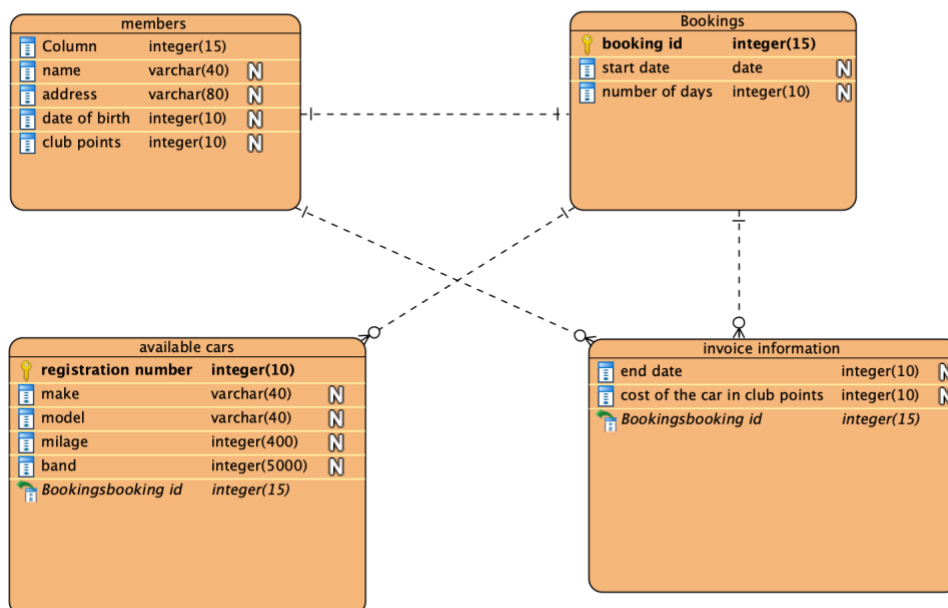 members
Column integer(15)
name varchar(40) N
address varchar(80) N
date of birth integer(10) N
club points integer(10) N
Bookings
booking id integer(15)
start date date N
number of days integer(10) N
available cars
registration number integer(10)
make varchar(40) N
model varchar(40) N
milage integer(400) N
band integer(5000) N
Bookingsbooking id integer(15)
invoice information
end date integer(10) N
cost of the car in club points integer(10) N
Bookingsbooking id integer(15)